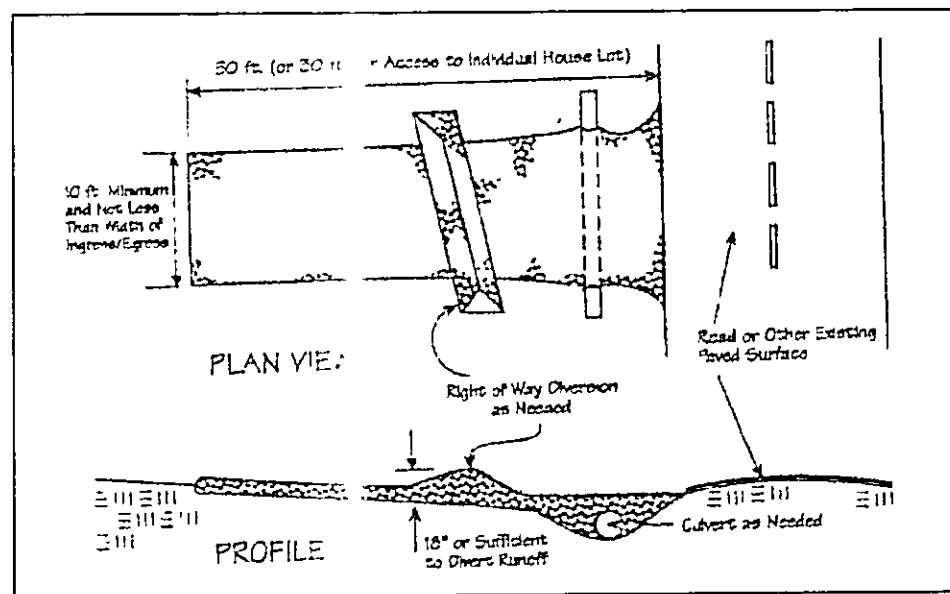 50 ft. (or 30 f Access to Individual House Lot)
10 ft. Minimum
and Not Less
Than Width of
Ingress/Egress
PLAN VIE
Right of Way Diversion
as Needed
Road or Other Existing
Paved Surface
Culvert as Needed
18" or Sufficient
to Divert Runoff
PROFILE